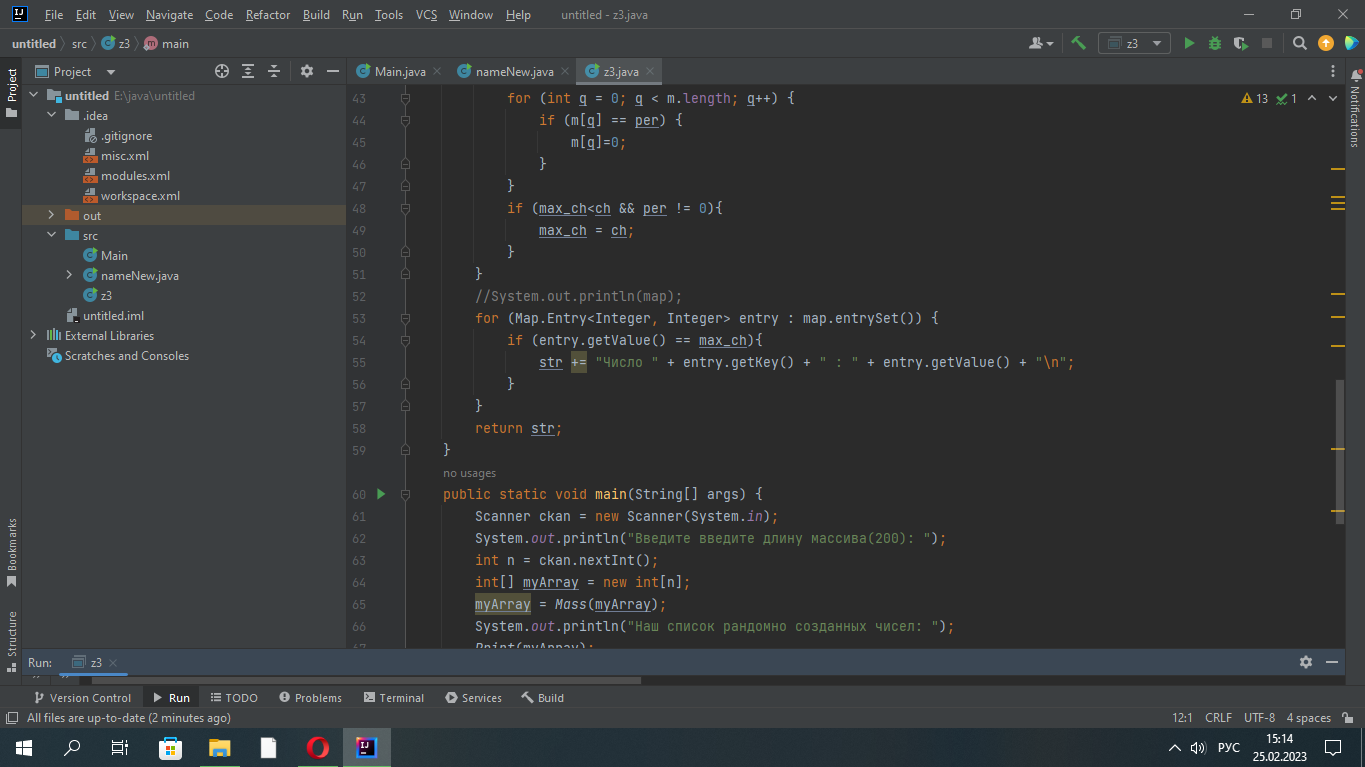 File Edit View Navigate Code Refactor Build Run Tools VCS Window Help untitled - z3.java
untitled src z3 main
z3
Project
Main.java nameNew.java z3.java
Project
Bookmarks
Structure
Notifications
untitled E:\java\untitled
.idea
.gitignore
misc.xml
modules.xml
workspace.xml
out
src
Main
nameNew.java
z3
untitled.iml
External Libraries
Scratches and Consoles
13 1
43 for (int q = 0; q < m.length; q++) {
44 if (m[q] == per) {
45 m[q]=0;
46 }
47 }
48 if (max_ch<ch && per != 0){
49 max_ch = ch;
50 }
51 }
52 //System.out.println(map);
53 for (Map.Entry<Integer, Integer> entry : map.entrySet()) {
54 if (entry.getValue() == max_ch){
55 str += "Число " + entry.getKey() + " : " + entry.getValue() + "\n";
56 }
57 }
58 return str;
59 }
no usages
60 public static void main(String[] args) {
61 Scanner ckan = new Scanner(System.in);
62 System.out.println("Введите введите длину массива(200): ");
63 int n = ckan.nextInt();
64 int[] myArray = new int[n];
65 myArray = Mass(myArray);
66 System.out.println("Наш список рандомно созданных чисел: ");
67 Print(myArray);
Run: z3
Version Control Run TODO Problems Terminal Services Build
All files are up-to-date (2 minutes ago) 12:1 CRLF UTF-8 4 spaces
РУС 15:14
25.02.2023